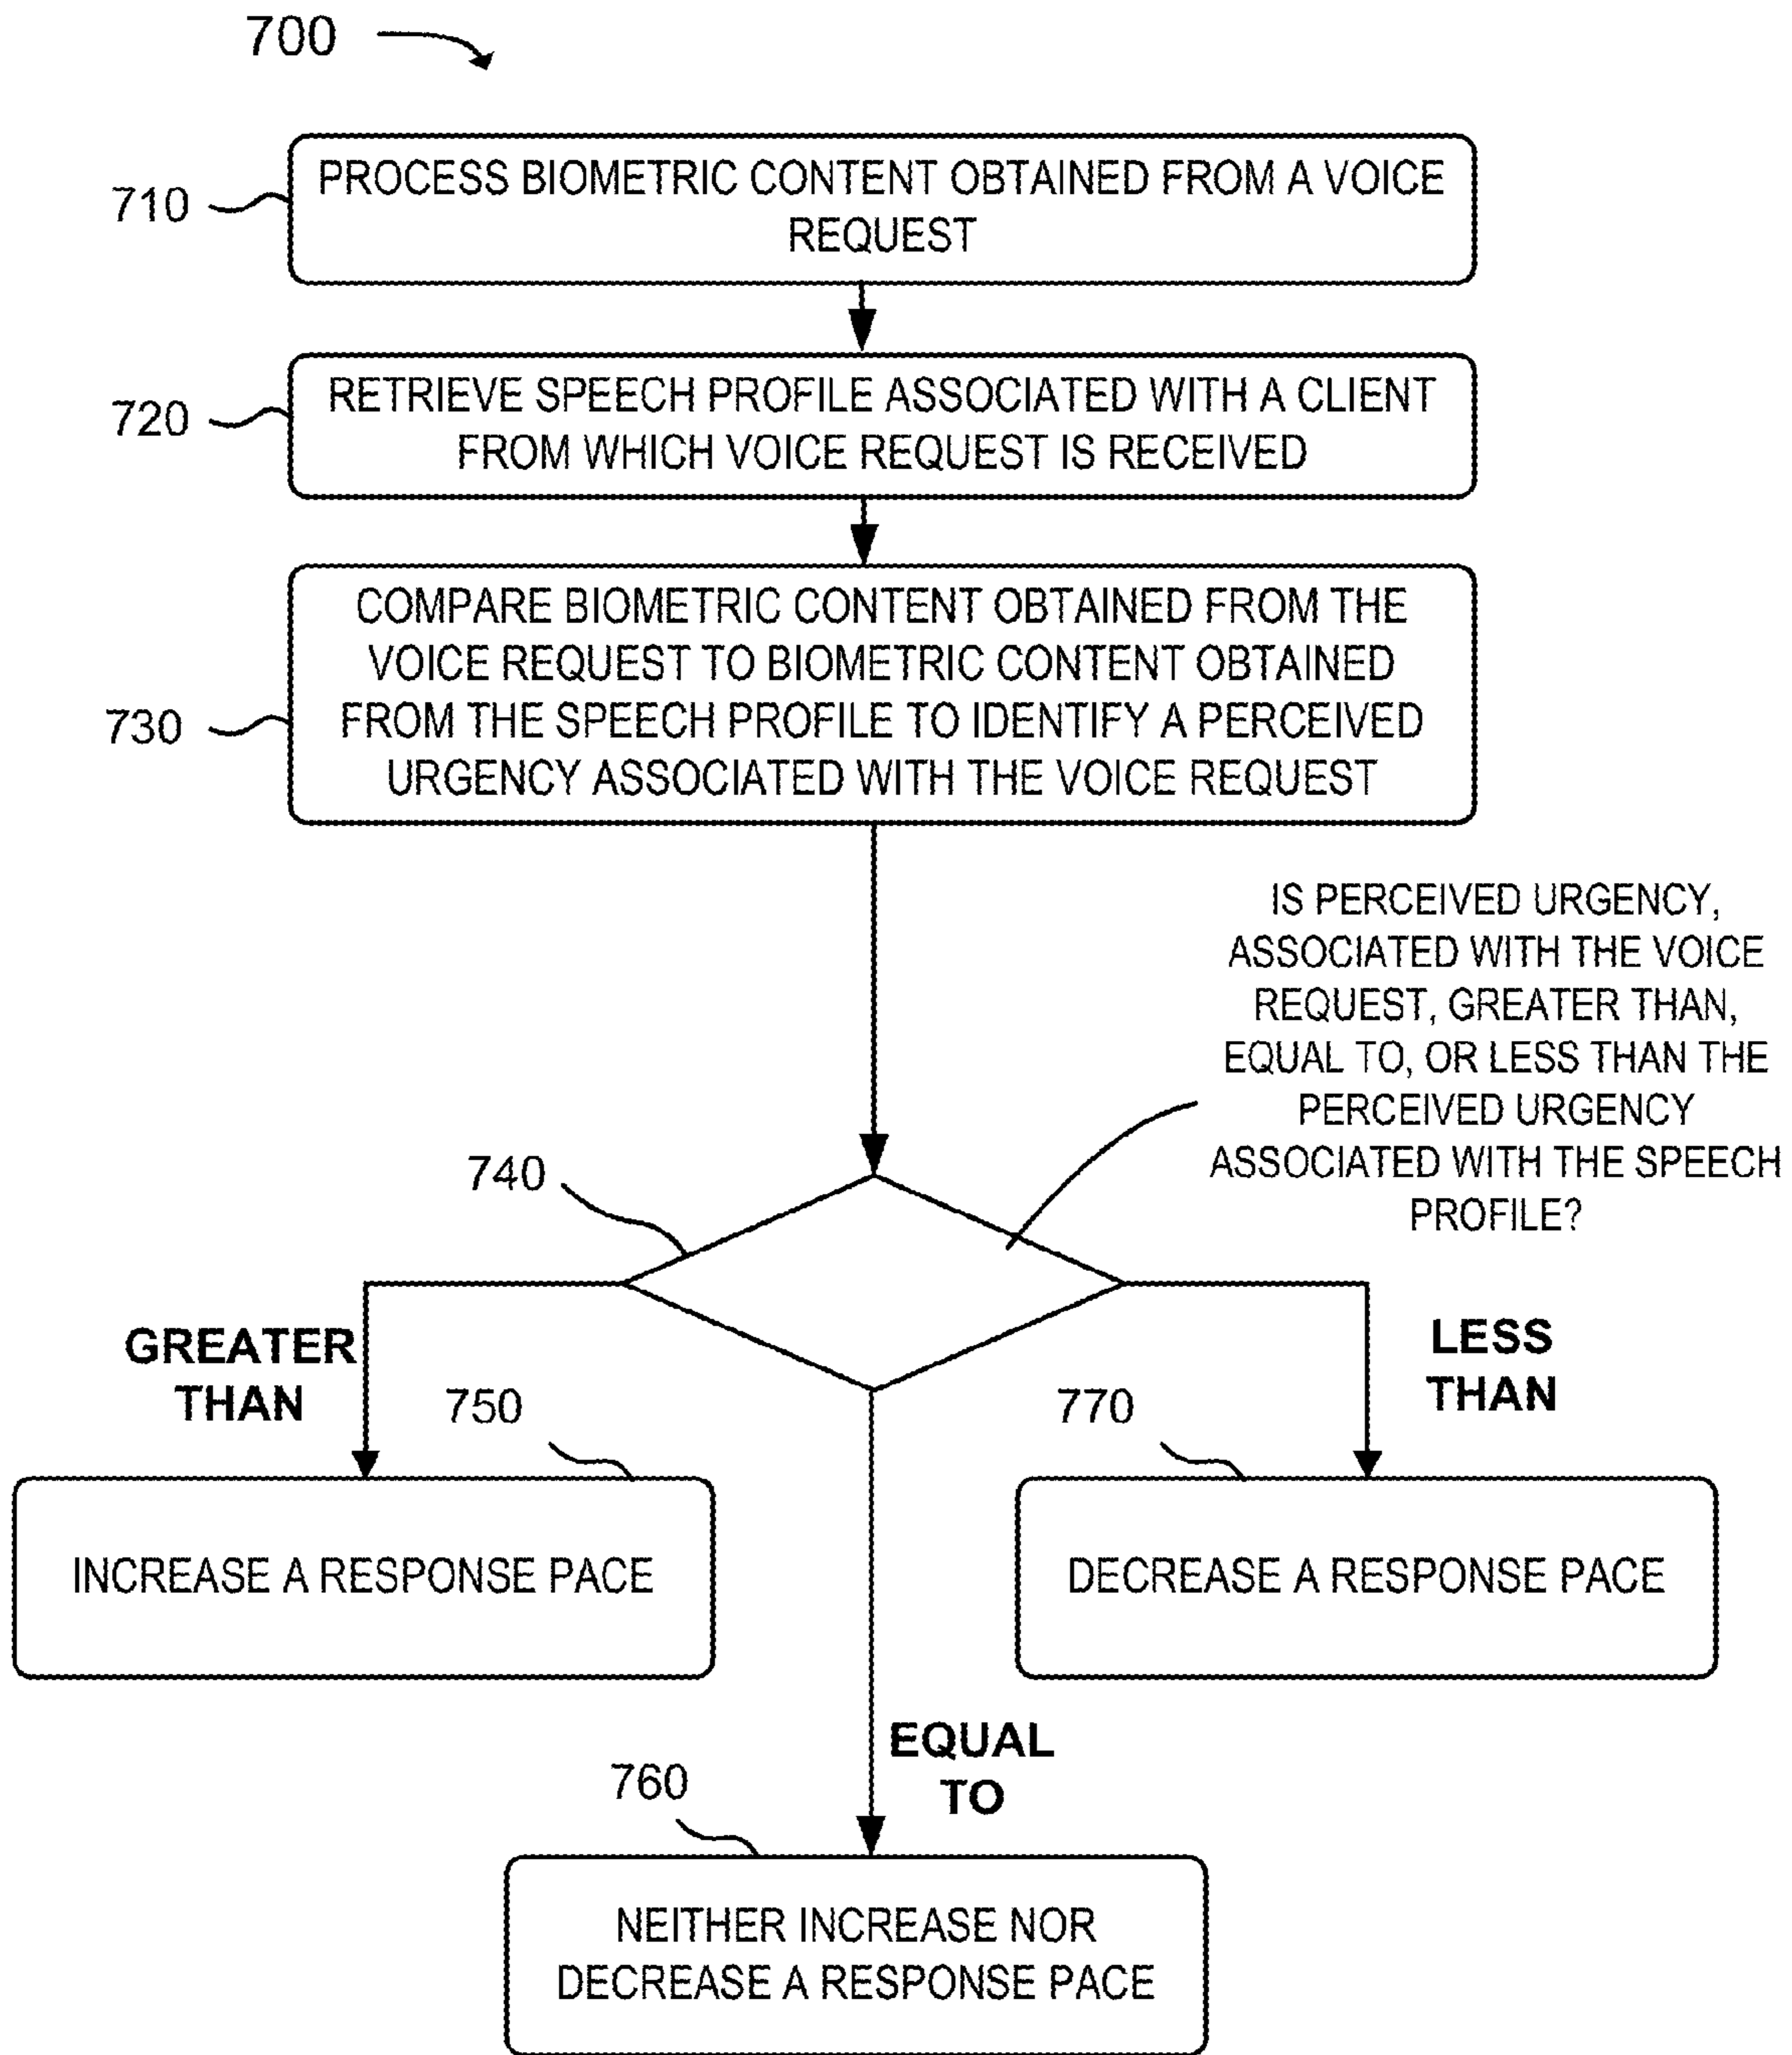 700
710
PROCESS BIOMETRIC CONTENT OBTAINED FROM A VOICE
REQUEST
720
RETRIEVE SPEECH PROFILE ASSOCIATED WITH A CLIENT
FROM WHICH VOICE REQUEST IS RECEIVED
730
COMPARE BIOMETRIC CONTENT OBTAINED FROM THE
VOICE REQUEST TO BIOMETRIC CONTENT OBTAINED
FROM THE SPEECH PROFILE TO IDENTIFY A PERCEIVED
URGENCY ASSOCIATED WITH THE VOICE REQUEST
IS PERCEIVED URGENCY,
ASSOCIATED WITH THE VOICE
REQUEST, GREATER THAN,
EQUAL TO, OR LESS THAN THE
PERCEIVED URGENCY
ASSOCIATED WITH THE SPEECH
PROFILE?
740
GREATER
THAN
750
INCREASE A RESPONSE PACE
LESS
THAN
770
DECREASE A RESPONSE PACE
EQUAL
TO
760
NEITHER INCREASE NOR
DECREASE A RESPONSE PACE